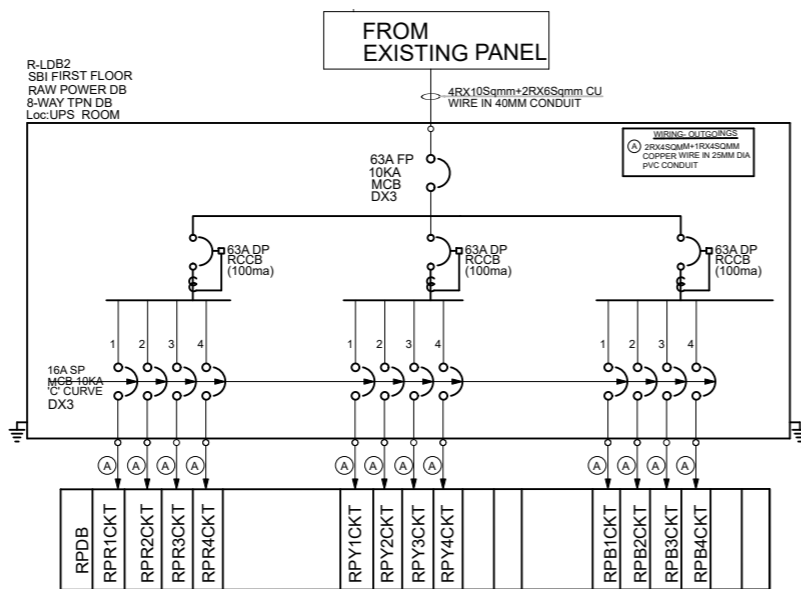 FROM
EXISTING PANEL
R-LDB2
SBI FIRST FLOOR
RAW POWER DB
8-WAY TPN DB
Loc:UPS ROOM
4RX10Sqmm+2RX6Sqmm CU
WIRE IN 40MM CONDUIT
WIRING- OUTGOINGS
A 2RX4SQMM+1RX4SQMM
COPPER WIRE IN 25MM DIA
PVC CONDUIT
63A FP
10KA
MCB
DX3
63A DP
RCCB
(100ma)
63A DP
RCCB
(100ma)
63A DP
RCCB
(100ma)
1 2 3 4
1 2 3 4
1 2 3 4
16A SP
MCB 10KA
'C' CURVE
DX3
A A A A
A A A A
A A A A
RPDB
RPR1CKT
RPR2CKT
RPR3CKT
RPR4CKT
RPY1CKT
RPY2CKT
RPY3CKT
RPY4CKT
RPB1CKT
RPB2CKT
RPB3CKT
RPB4CKT